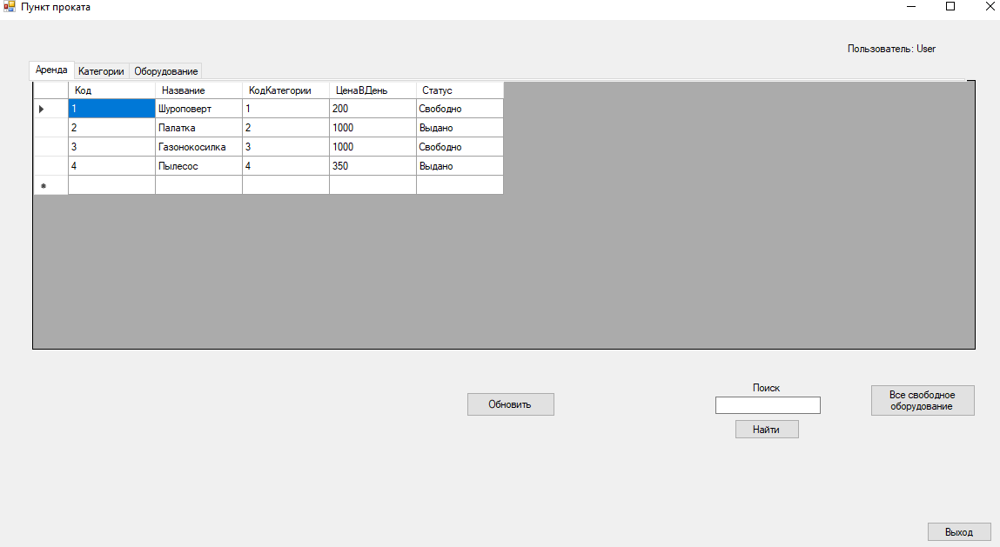 Пункт проката
Пользователь: User
Аренда Категории Оборудование
Код Название КодКатегории ЦенаВДень Статус
1 Шуроповерт 1 200 Свободно
2 Палатка 2 1000 Выдано
3 Газонокосилка 3 1000 Свободно
4 Пылесос 4 350 Выдано
Поиск
Все свободное
оборудование
Обновить
Найти
Выход